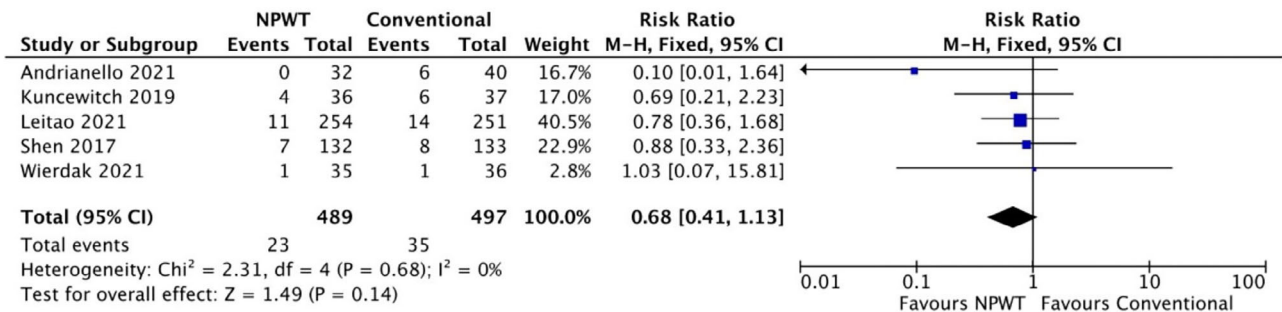 NPWT Conventional Risk Ratio Risk Ratio
Study or Subgroup Events Total Events Total Weight M-H, Fixed, 95% CI M-H, Fixed, 95% CI
Andrianello 2021 0 32 6 40 16.7% 0.10 [0.01, 1.64]
Kuncewitch 2019 4 36 6 37 17.0% 0.69 [0.21, 2.23]
Leitao 2021 11 254 14 251 40.5% 0.78 [0.36, 1.68]
Shen 2017 7 132 8 133 22.9% 0.88 [0.33, 2.36]
Wierdak 2021 1 35 1 36 2.8% 1.03 [0.07, 15.81]
Total (95% CI) 489 497 100.0% 0.68 [0.41, 1.13]
Total events 23 35
Heterogeneity: Chi² = 2.31, df = 4 (P = 0.68); I² = 0%
Test for overall effect: Z = 1.49 (P = 0.14)
0.01 0.1 1 10 100
Favours NPWT Favours Conventional